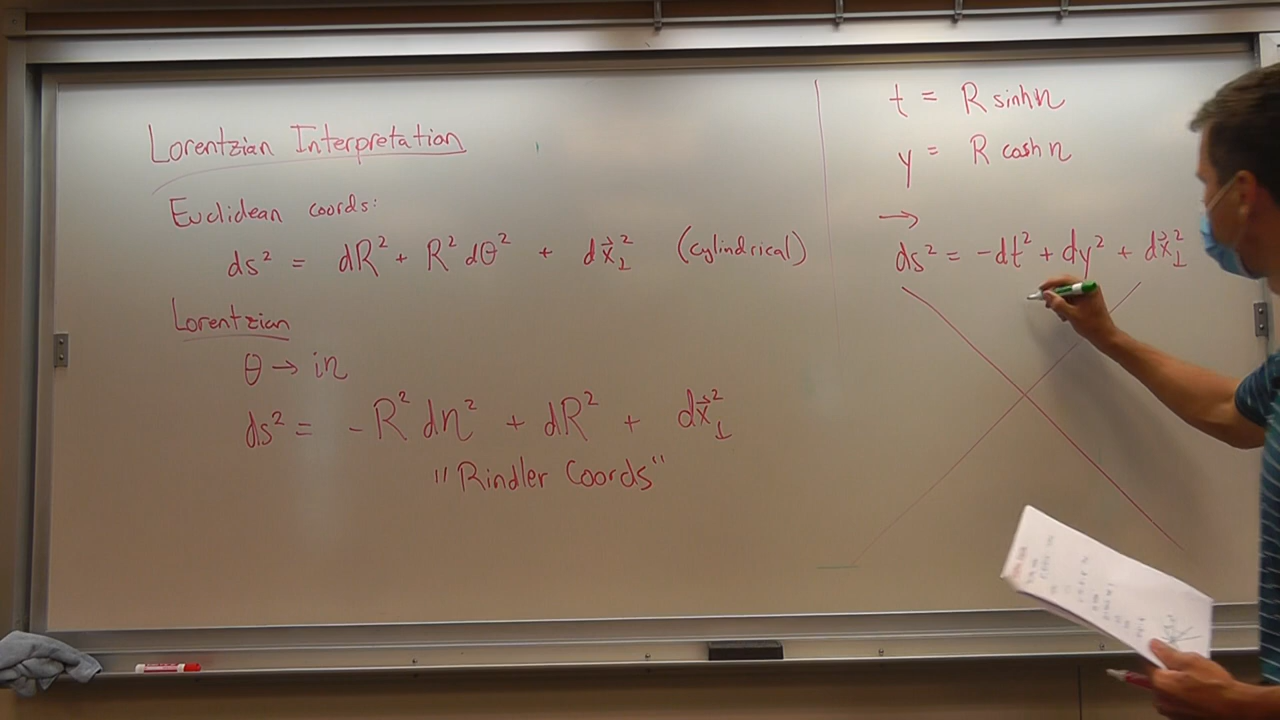 Lorentzian Interpretation
Euclidean coords:
ds² = dR² + R² dθ² + dx⃗⊥² (cylindrical)
Lorentzian
θ → iη
ds² = -R² dη² + dR² + dx⃗⊥²
"Rindler Coords"
t = R sinh η
y = R cosh η
→
ds² = -dt² + dy² + dx⃗⊥²